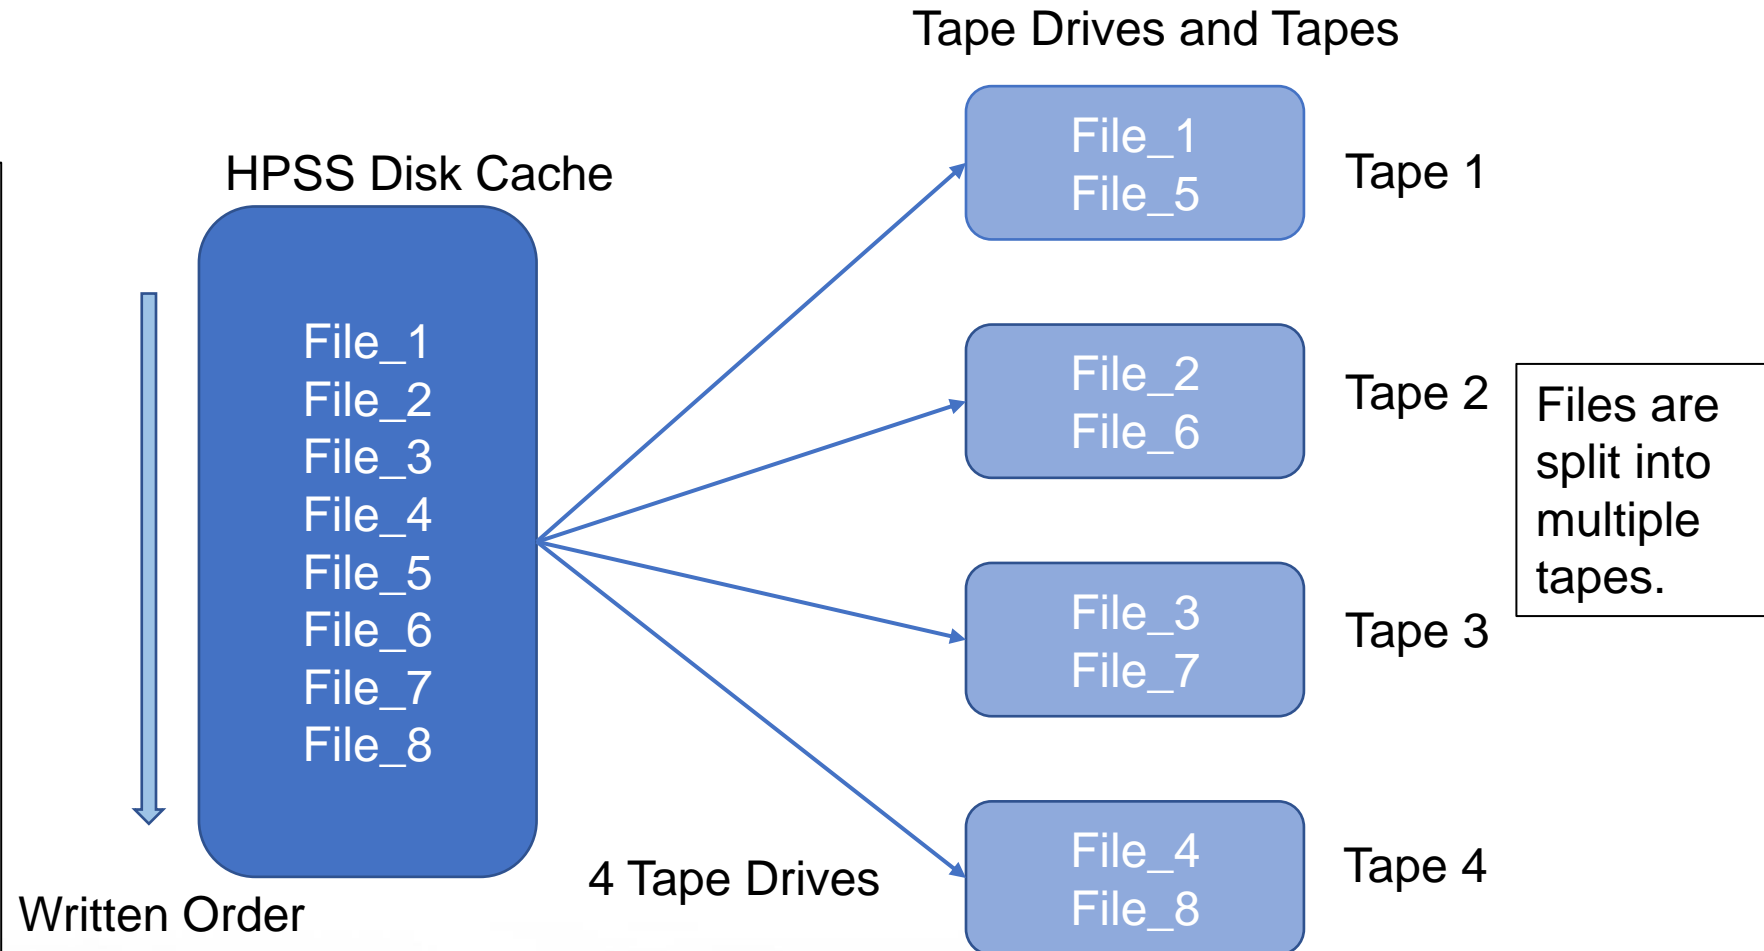 Tape Drives and Tapes
HPSS Disk Cache
File_1
File_2
File_3
File_4
File_5
File_6
File_7
File_8
Written Order
4 Tape Drives
File_1
File_5
Tape 1
File_2
File_6
Tape 2
File_3
File_7
Tape 3
File_4
File_8
Tape 4
Files are
split into
multiple
tapes.